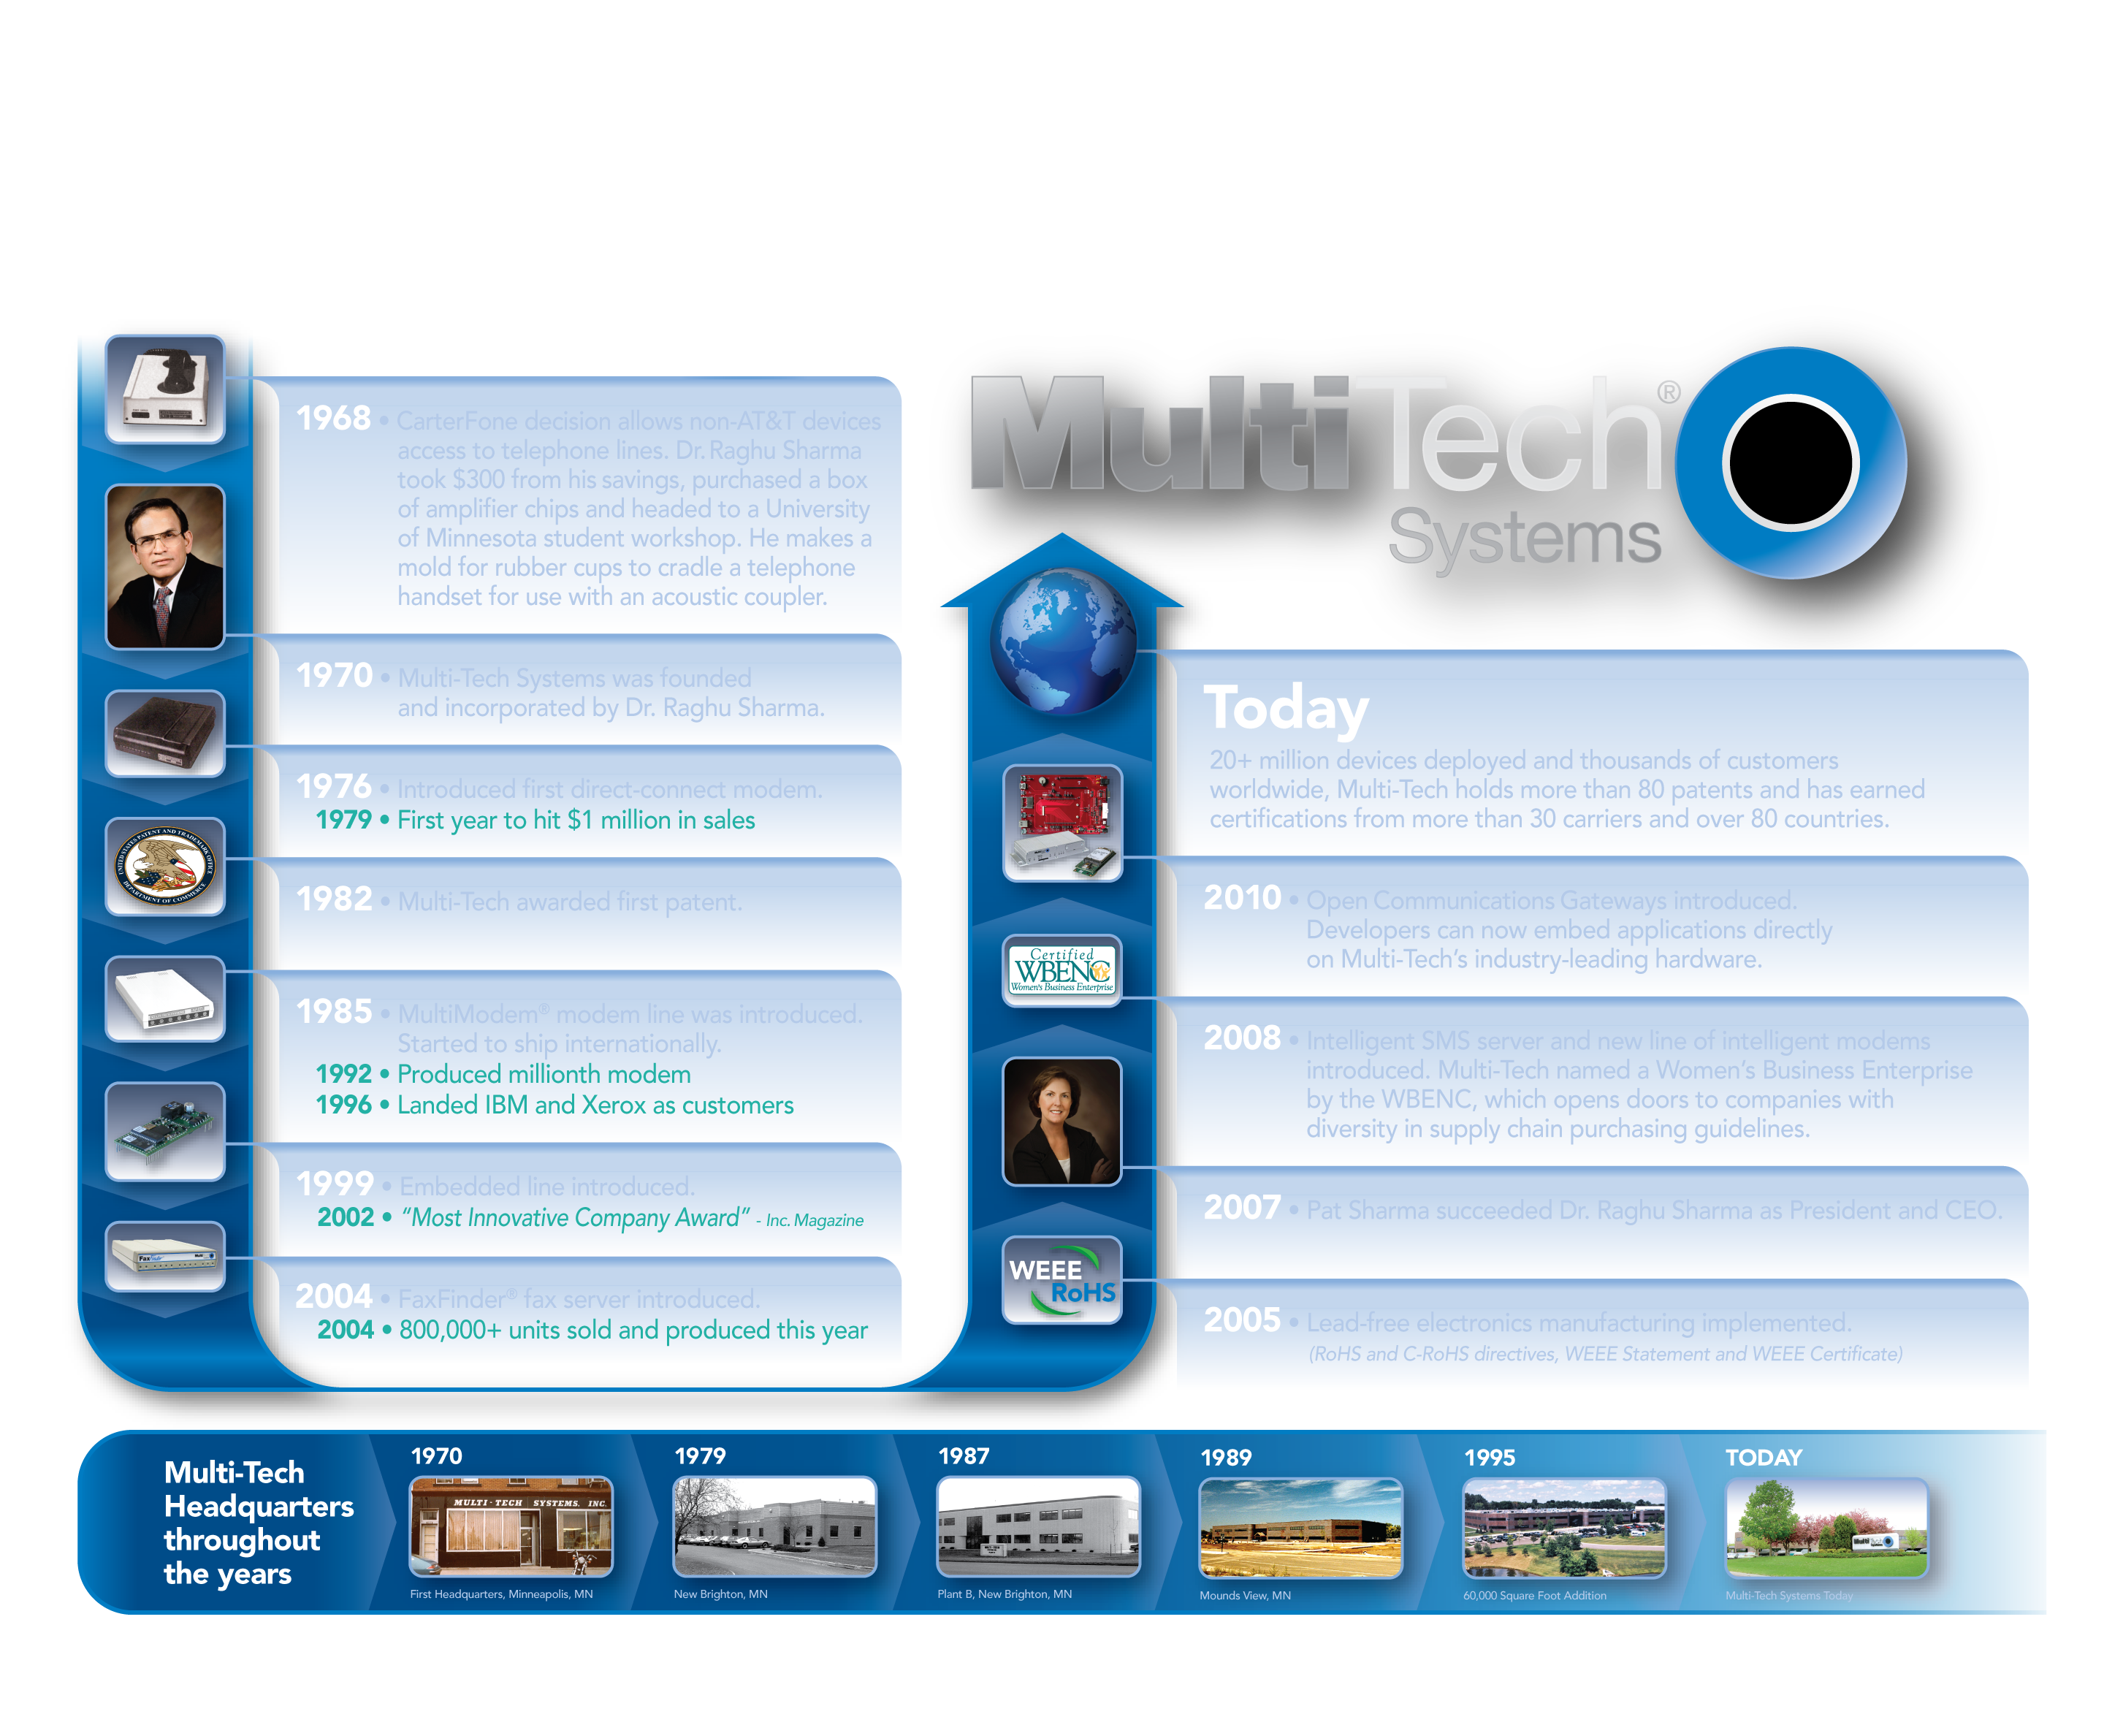 1968 • CarterFone decision allows non-AT&T devices
access to telephone lines. Dr. Raghu Sharma
took $300 from his savings, purchased a box
of amplifier chips and headed to a University
of Minnesota student workshop. He makes a
mold for rubber cups to cradle a telephone
handset for use with an acoustic coupler.
1970 • Multi-Tech Systems was founded
and incorporated by Dr. Raghu Sharma.
1976 • Introduced first direct-connect modem.
1979 • First year to hit $1 million in sales
UNITED STATES PATENT AND TRADEMARK OFFICE
DEPARTMENT OF COMMERCE
1982 • Multi-Tech awarded first patent.
1985 • MultiModem® modem line was introduced.
Started to ship internationally.
1992 • Produced millionth modem
1996 • Landed IBM and Xerox as customers
1999 • Embedded line introduced.
2002 • “Most Innovative Company Award” - Inc. Magazine
FaxFinder
2004 • FaxFinder® fax server introduced.
2004 • 800,000+ units sold and produced this year
MultiTech®
Systems
Today
20+ million devices deployed and thousands of customers
worldwide, Multi-Tech holds more than 80 patents and has earned
certifications from more than 30 carriers and over 80 countries.
2010 • Open Communications Gateways introduced.
Developers can now embed applications directly
on Multi-Tech’s industry-leading hardware.
Certified
WBENC
Women's Business Enterprise
2008 • Intelligent SMS server and new line of intelligent modems
introduced. Multi-Tech named a Women’s Business Enterprise
by the WBENC, which opens doors to companies with
diversity in supply chain purchasing guidelines.
2007 • Pat Sharma succeeded Dr. Raghu Sharma as President and CEO.
WEEE
RoHS
2005 • Lead-free electronics manufacturing implemented.
(RoHS and C-RoHS directives, WEEE Statement and WEEE Certificate)
Multi-Tech
Headquarters
throughout
the years
1970
MULTI-TECH SYSTEMS, INC.
First Headquarters, Minneapolis, MN
1979
New Brighton, MN
1987
Plant B, New Brighton, MN
1989
Mounds View, MN
1995
60,000 Square Foot Addition
TODAY
Multi-Tech Systems Today